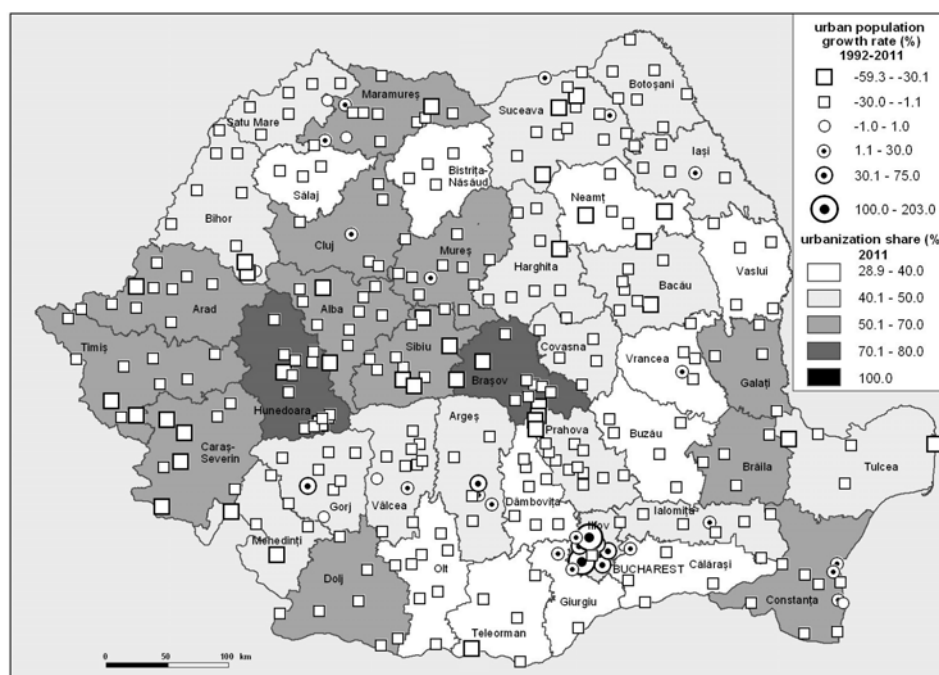 urban population
growth rate (%)
1992-2011
-59.3 - -30.1
-30.0 - -1.1
-1.0 - 1.0
1.1 - 30.0
30.1 - 75.0
100.0 - 203.0
urbanization share (%
2011
28.9 - 40.0
40.1 - 50.0
50.1 - 70.0
70.1 - 80.0
100.0
Botoșani
Maramureș
Suceava
Satu Mare
Iași
Bistrița-
Năsăud
Sălaj
Neamț
Bihor
Cluj
Mureș
Harghita
Vaslui
Bacău
Arad
Alba
Timiș
Sibiu
Covasna
Brașov
Vrancea
Galați
Hunedoara
Argeș
Prahova
Buzău
Caraș-
Severin
Brăila
Tulcea
Gorj
Vâlcea
Dâmbovița
Ialomița
Ilfov
Menedinți
Olt
BUCHAREST
Călărași
Dolj
Giurgiu
Constanța
Teleorman
0 50 100 km